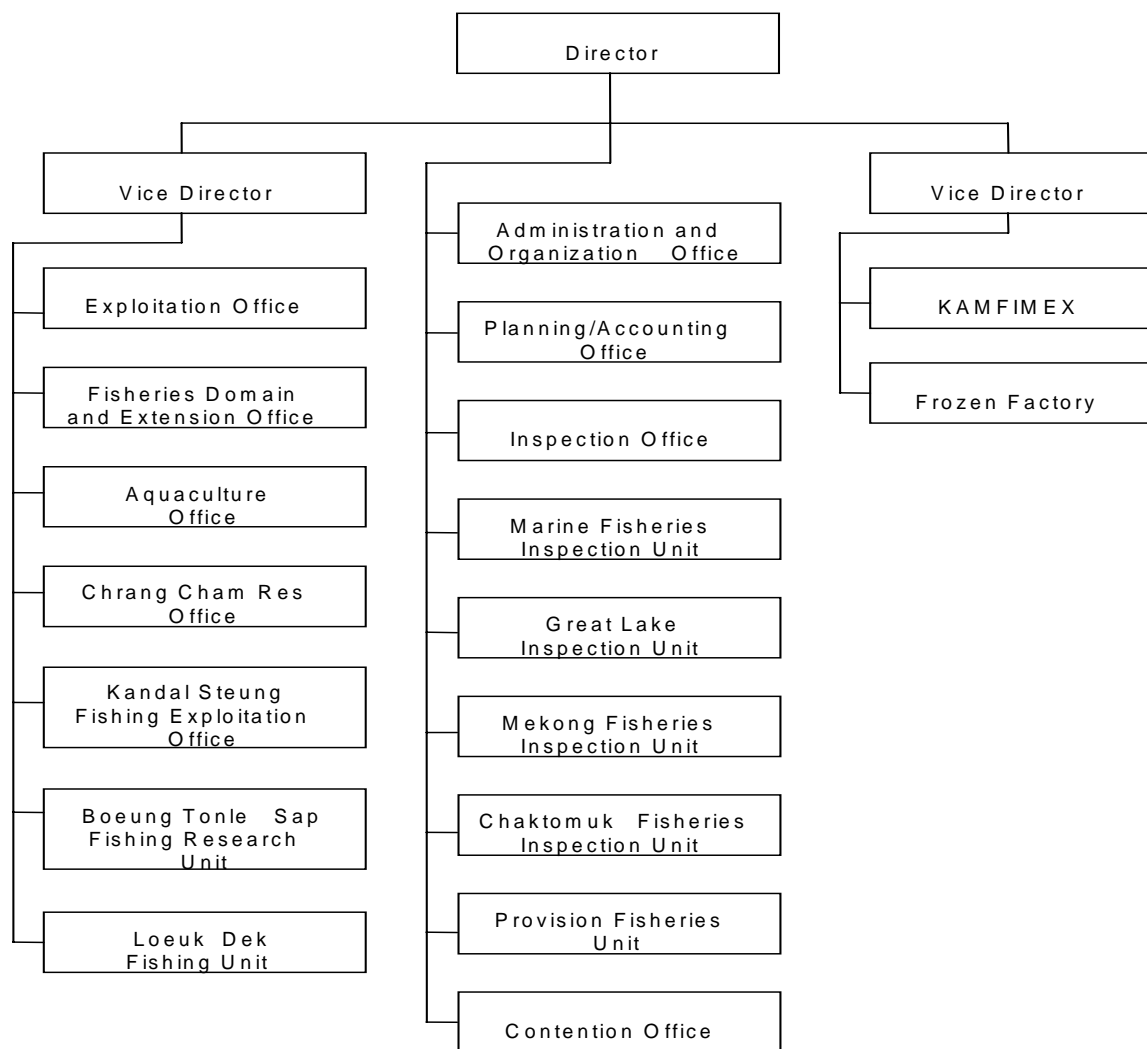 Director
Vice Director
Exploitation Office
Fisheries Domain
and Extension Office
Aquaculture
Office
Chrang Cham Res
Office
Kandal Steung
Fishing Exploitation
Office
Boeung Tonle Sap
Fishing Research
Unit
Loeuk Dek
Fishing Unit
Administration and
Organization Office
Planning/Accounting
Office
Inspection Office
Marine Fisheries
Inspection Unit
Great Lake
Inspection Unit
Mekong Fisheries
Inspection Unit
Chaktomuk Fisheries
Inspection Unit
Provision Fisheries
Unit
Contention Office
Vice Director
KAMFIMEX
Frozen Factory